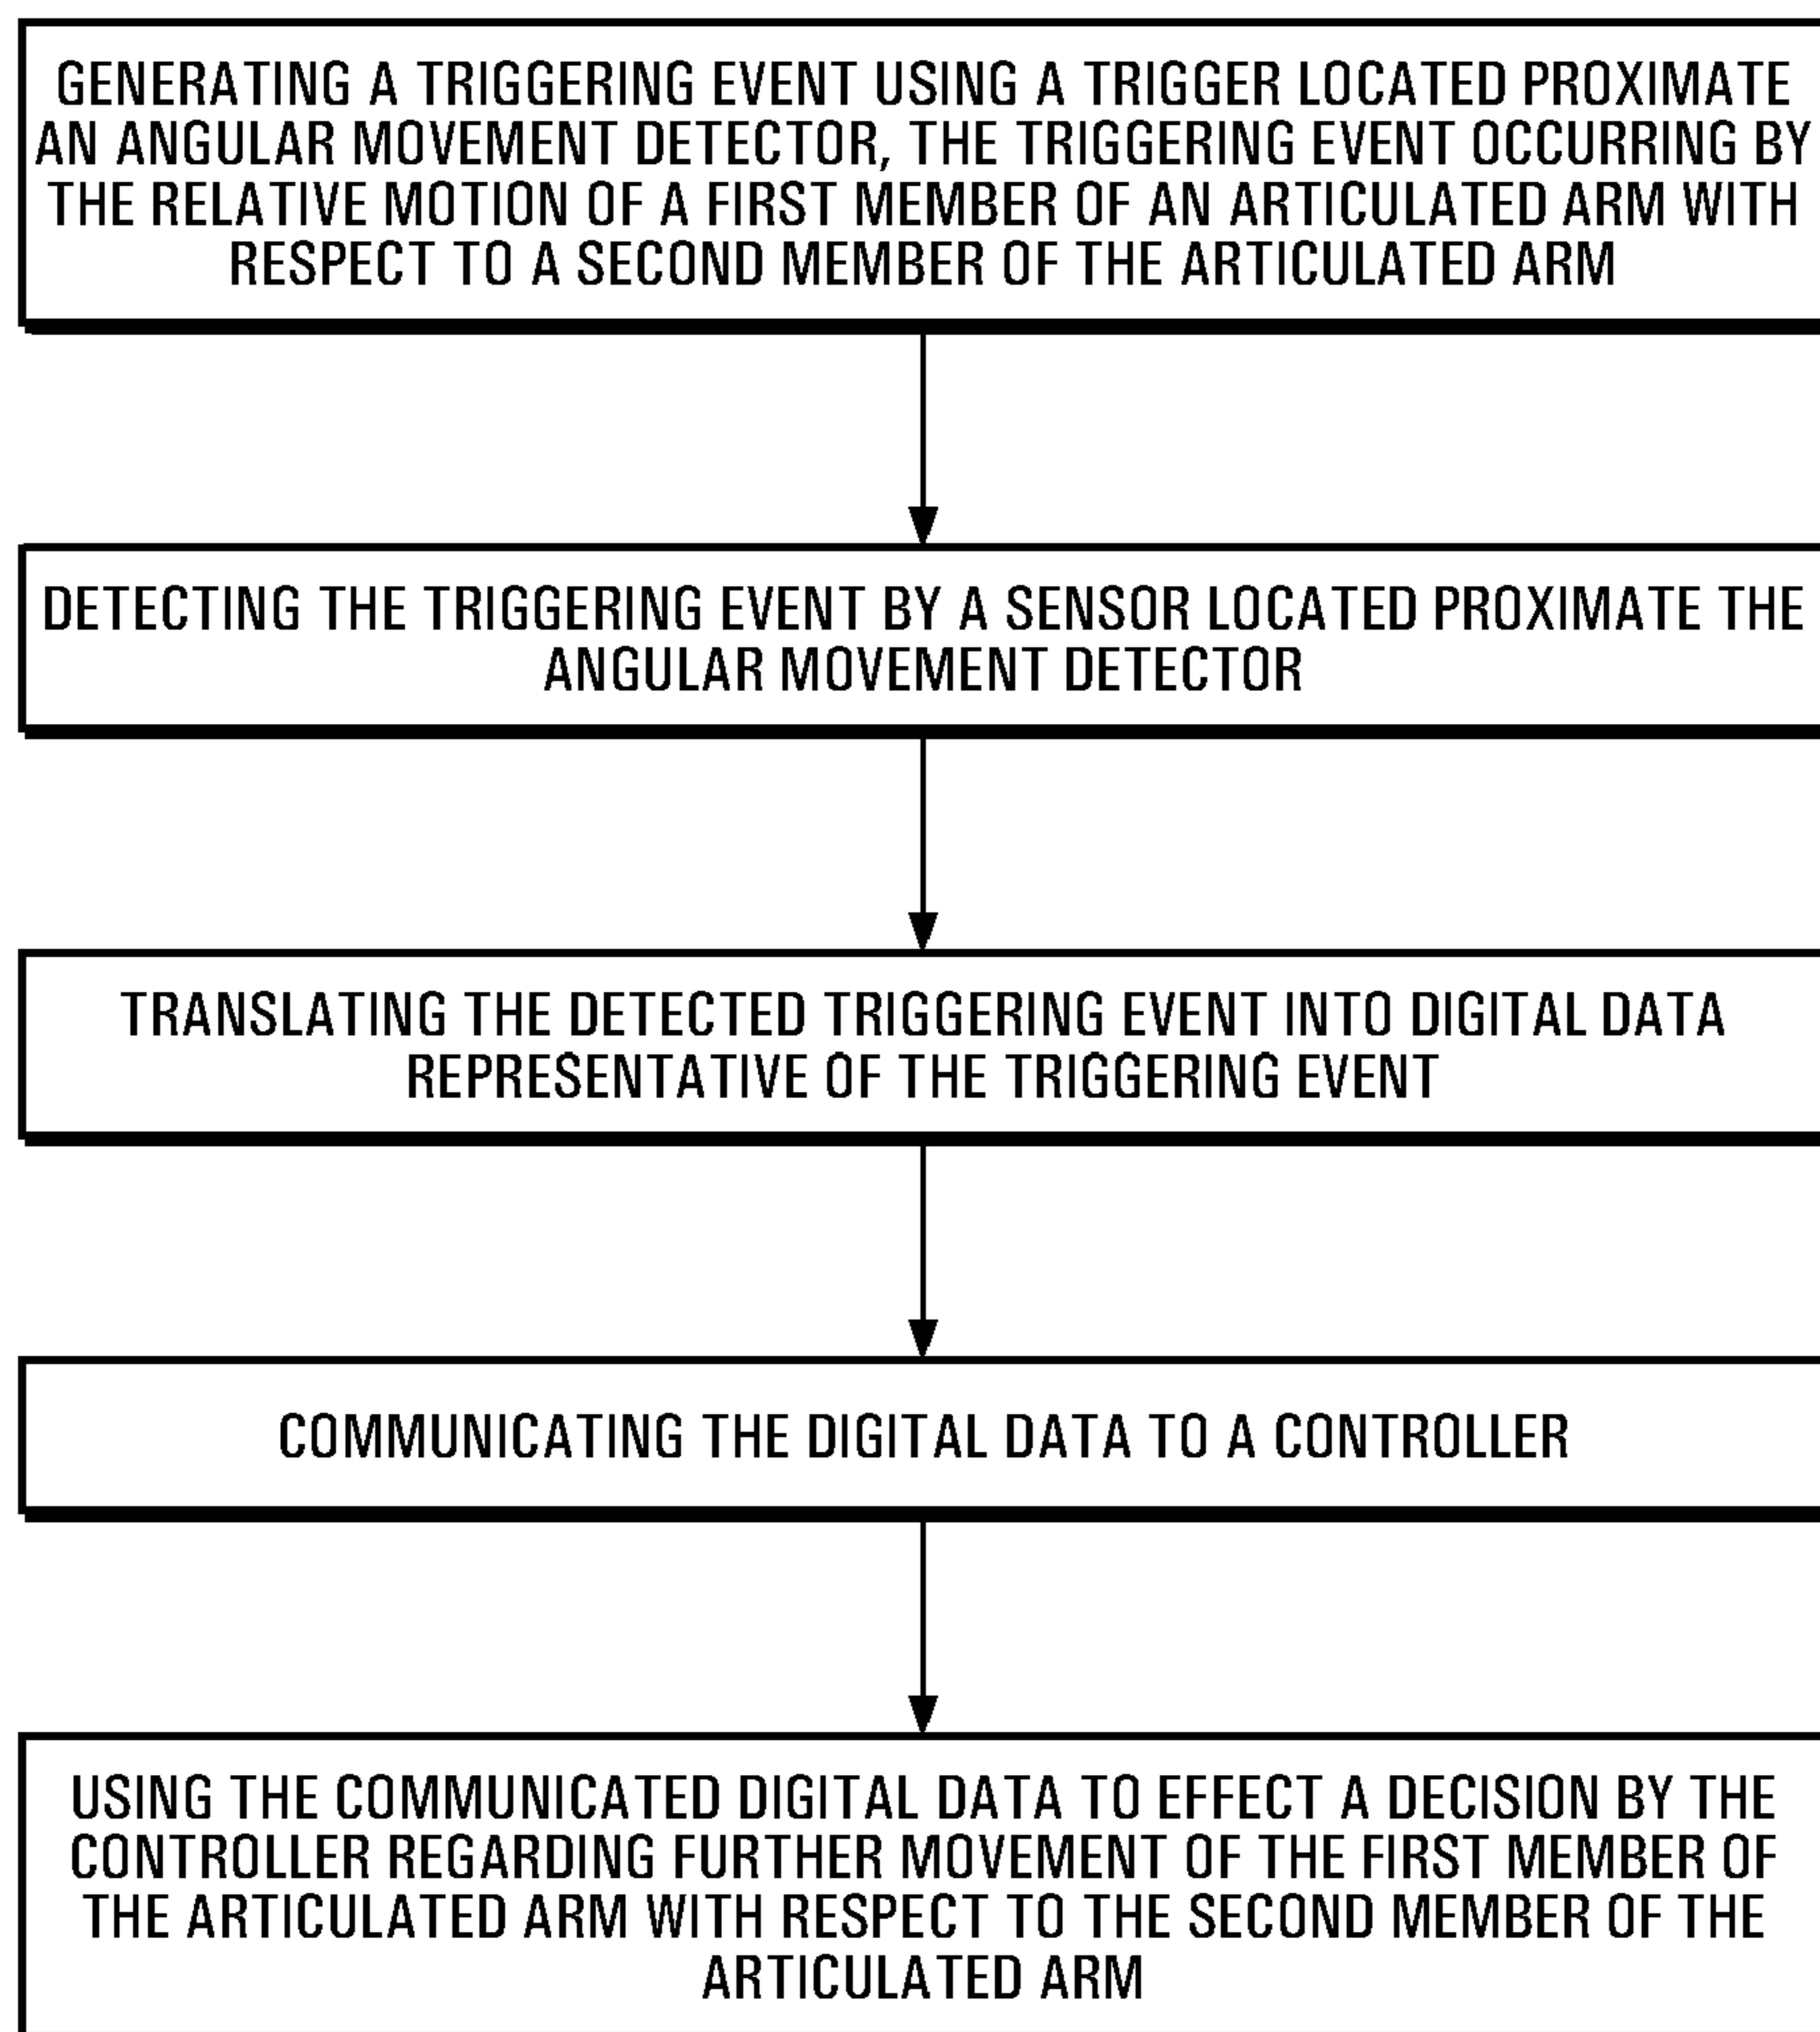 GENERATING A TRIGGERING EVENT USING A TRIGGER LOCATED PROXIMATE
AN ANGULAR MOVEMENT DETECTOR, THE TRIGGERING EVENT OCCURRING BY
THE RELATIVE MOTION OF A FIRST MEMBER OF AN ARTICULATED ARM WITH
RESPECT TO A SECOND MEMBER OF THE ARTICULATED ARM
DETECTING THE TRIGGERING EVENT BY A SENSOR LOCATED PROXIMATE THE
ANGULAR MOVEMENT DETECTOR
TRANSLATING THE DETECTED TRIGGERING EVENT INTO DIGITAL DATA
REPRESENTATIVE OF THE TRIGGERING EVENT
COMMUNICATING THE DIGITAL DATA TO A CONTROLLER
USING THE COMMUNICATED DIGITAL DATA TO EFFECT A DECISION BY THE
CONTROLLER REGARDING FURTHER MOVEMENT OF THE FIRST MEMBER OF
THE ARTICULATED ARM WITH RESPECT TO THE SECOND MEMBER OF THE
ARTICULATED ARM